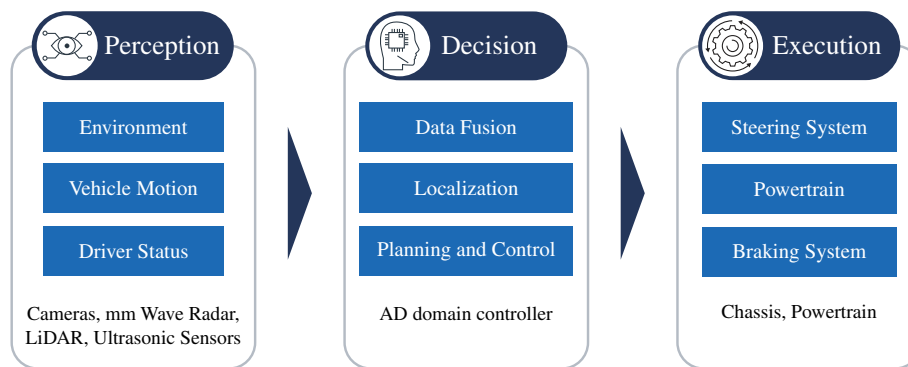 Perception
Environment
Vehicle Motion
Driver Status
Cameras, mm Wave Radar,
LiDAR, Ultrasonic Sensors
Decision
Data Fusion
Localization
Planning and Control
AD domain controller
Execution
Steering System
Powertrain
Braking System
Chassis, Powertrain